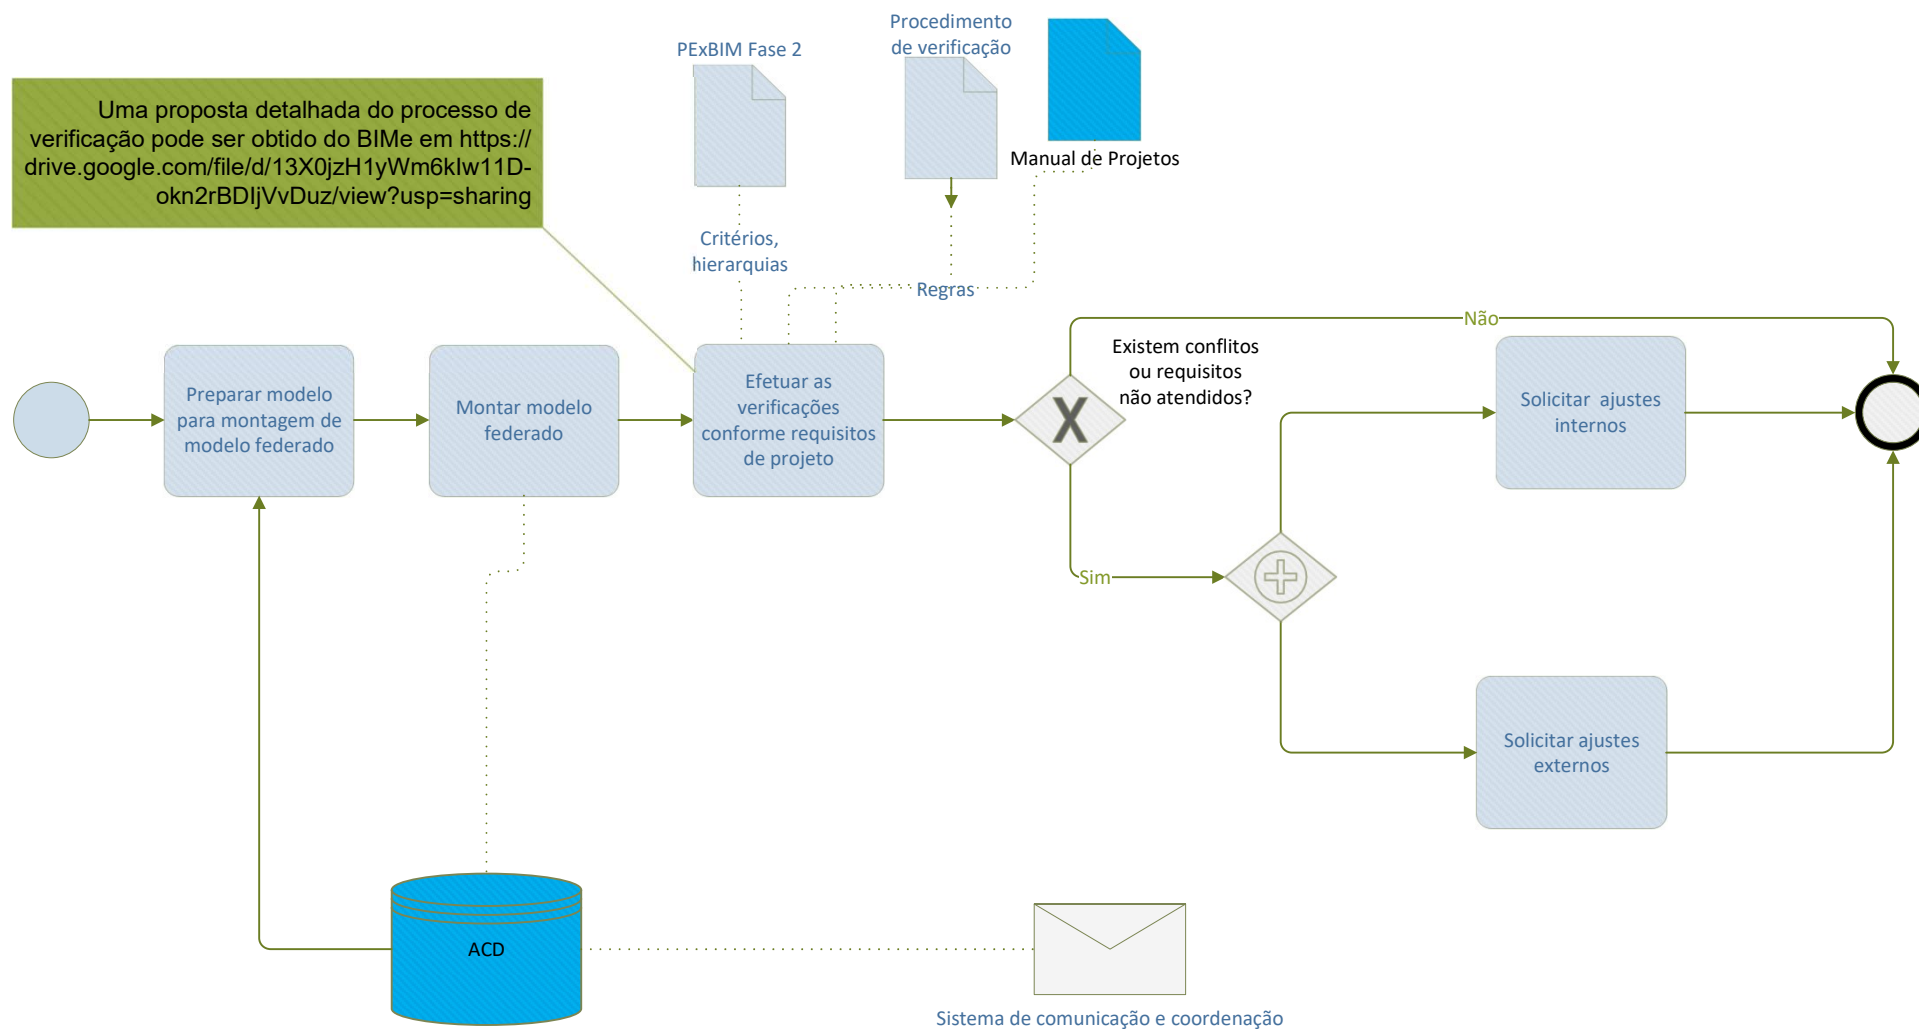 PExBIM Fase 2
Procedimento
de verificação
Manual de Projetos
Uma proposta detalhada do processo de
verificação pode ser obtido do BIMe em https://
drive.google.com/file/d/13X0jzH1yWm6kIw11D-
okn2rBDIjVvDuz/view?usp=sharing
Critérios,
hierarquias
Regras
Não
Existem conflitos
ou requisitos
não atendidos?
Preparar modelo
para montagem de
modelo federado
Montar modelo
federado
Efetuar as
verificações
conforme requisitos
de projeto
X
Solicitar ajustes
internos
Sim
Solicitar ajustes
externos
ACD
Sistema de comunicação e coordenação